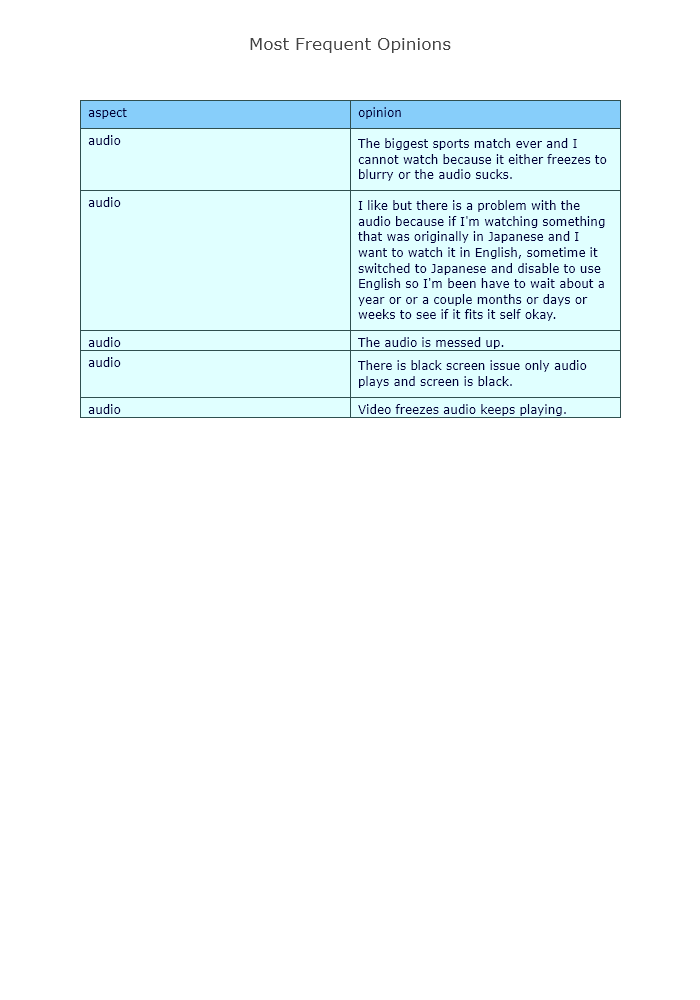 Most Frequent Opinions
aspect opinion
audio The biggest sports match ever and I
cannot watch because it either freezes to
blurry or the audio sucks.
audio I like but there is a problem with the
audio because if I'm watching something
that was originally in Japanese and I
want to watch it in English, sometime it
switched to Japanese and disable to use
English so I'm been have to wait about a
year or or a couple months or days or
weeks to see if it fits it self okay.
audio The audio is messed up.
audio There is black screen issue only audio
plays and screen is black.
audio Video freezes audio keeps playing.